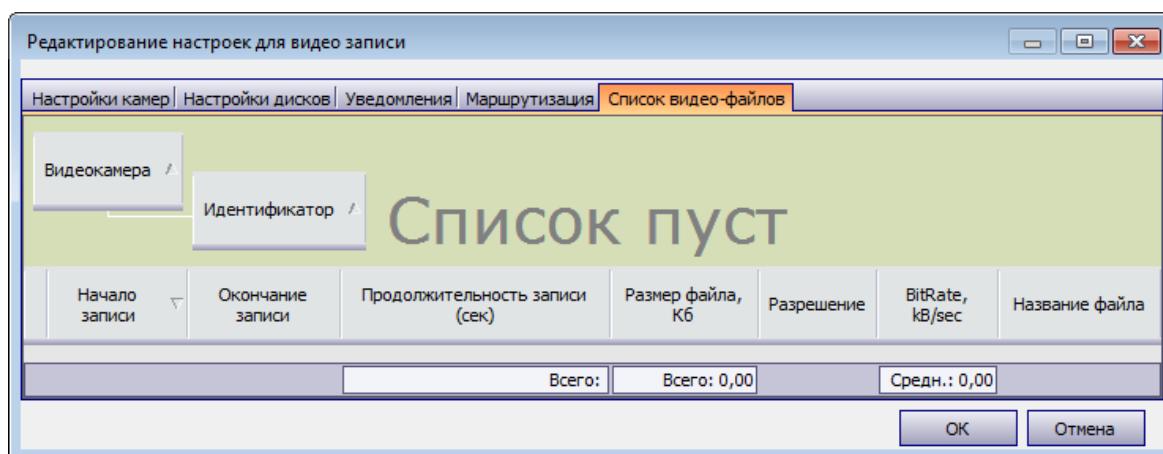 Редактирование настроек для видео записи
Настройки камер Настройки дисков Уведомления Маршрутизация Список видео-файлов
Видеокамера
Идентификатор
Список пуст
Начало записи
Окончание записи
Продолжительность записи (сек)
Размер файла, Кб
Разрешение
BitRate, kB/sec
Название файла
Всего: Всего: 0,00 Средн.: 0,00
ОК Отмена